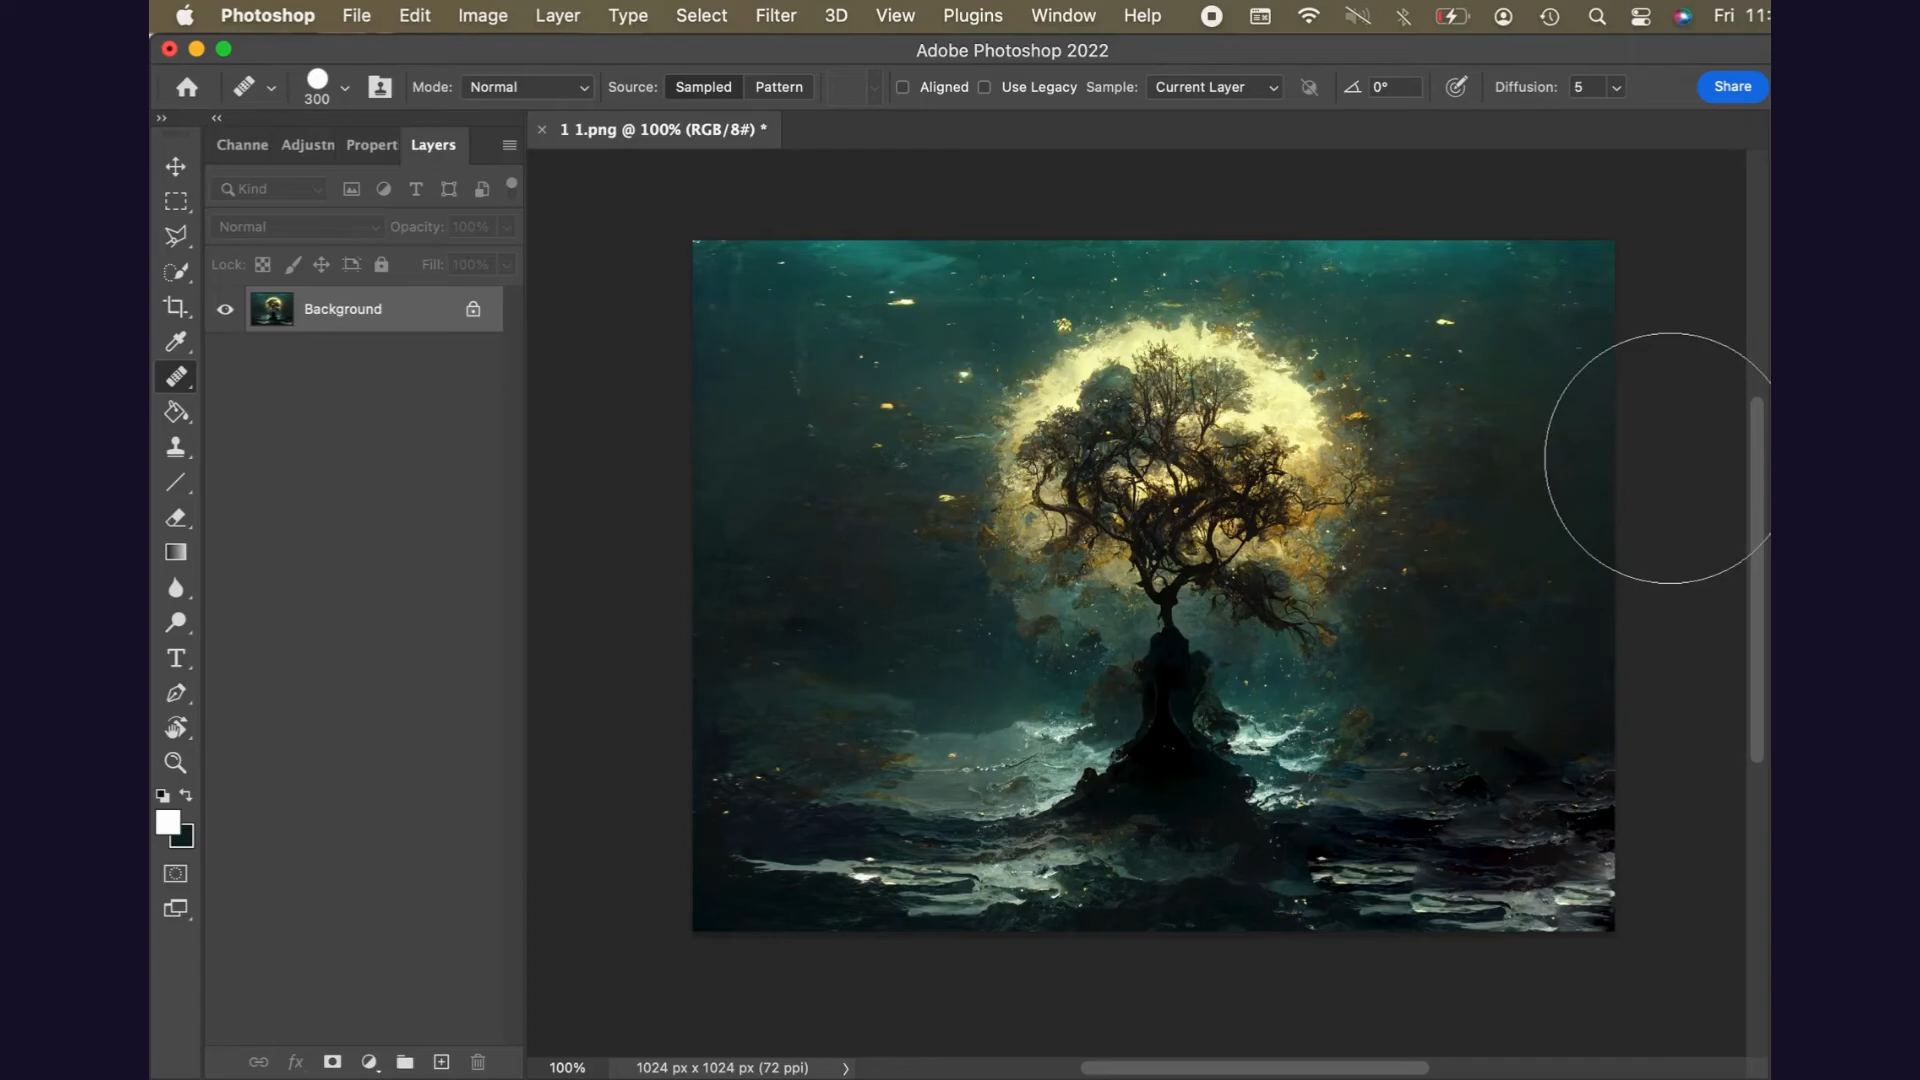 Photoshop File Edit Image Layer Type Select Filter 3D View Plugins Window Help Fri 11:
Adobe Photoshop 2022
300 Mode: Normal Source: Sampled Pattern Aligned Use Legacy Sample: Current Layer 0° Diffusion: 5 Share
1 1.png @ 100% (RGB/8#) *
Channe Adjustn Propert Layers
Kind
Normal Opacity: 100%
Lock: Fill: 100%
Background
fx
100% 1024 px x 1024 px (72 ppi)